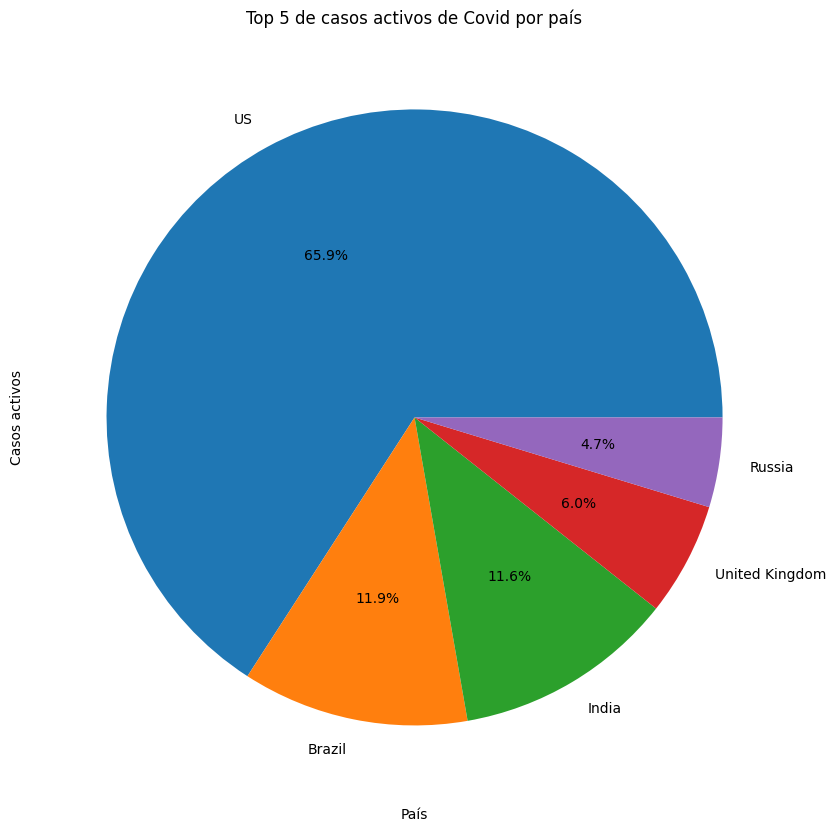 Top 5 de casos activos de Covid por país
US
65.9%
Casos activos
4.7%
Russia
6.0%
United Kingdom
11.6%
11.9%
India
Brazil
País